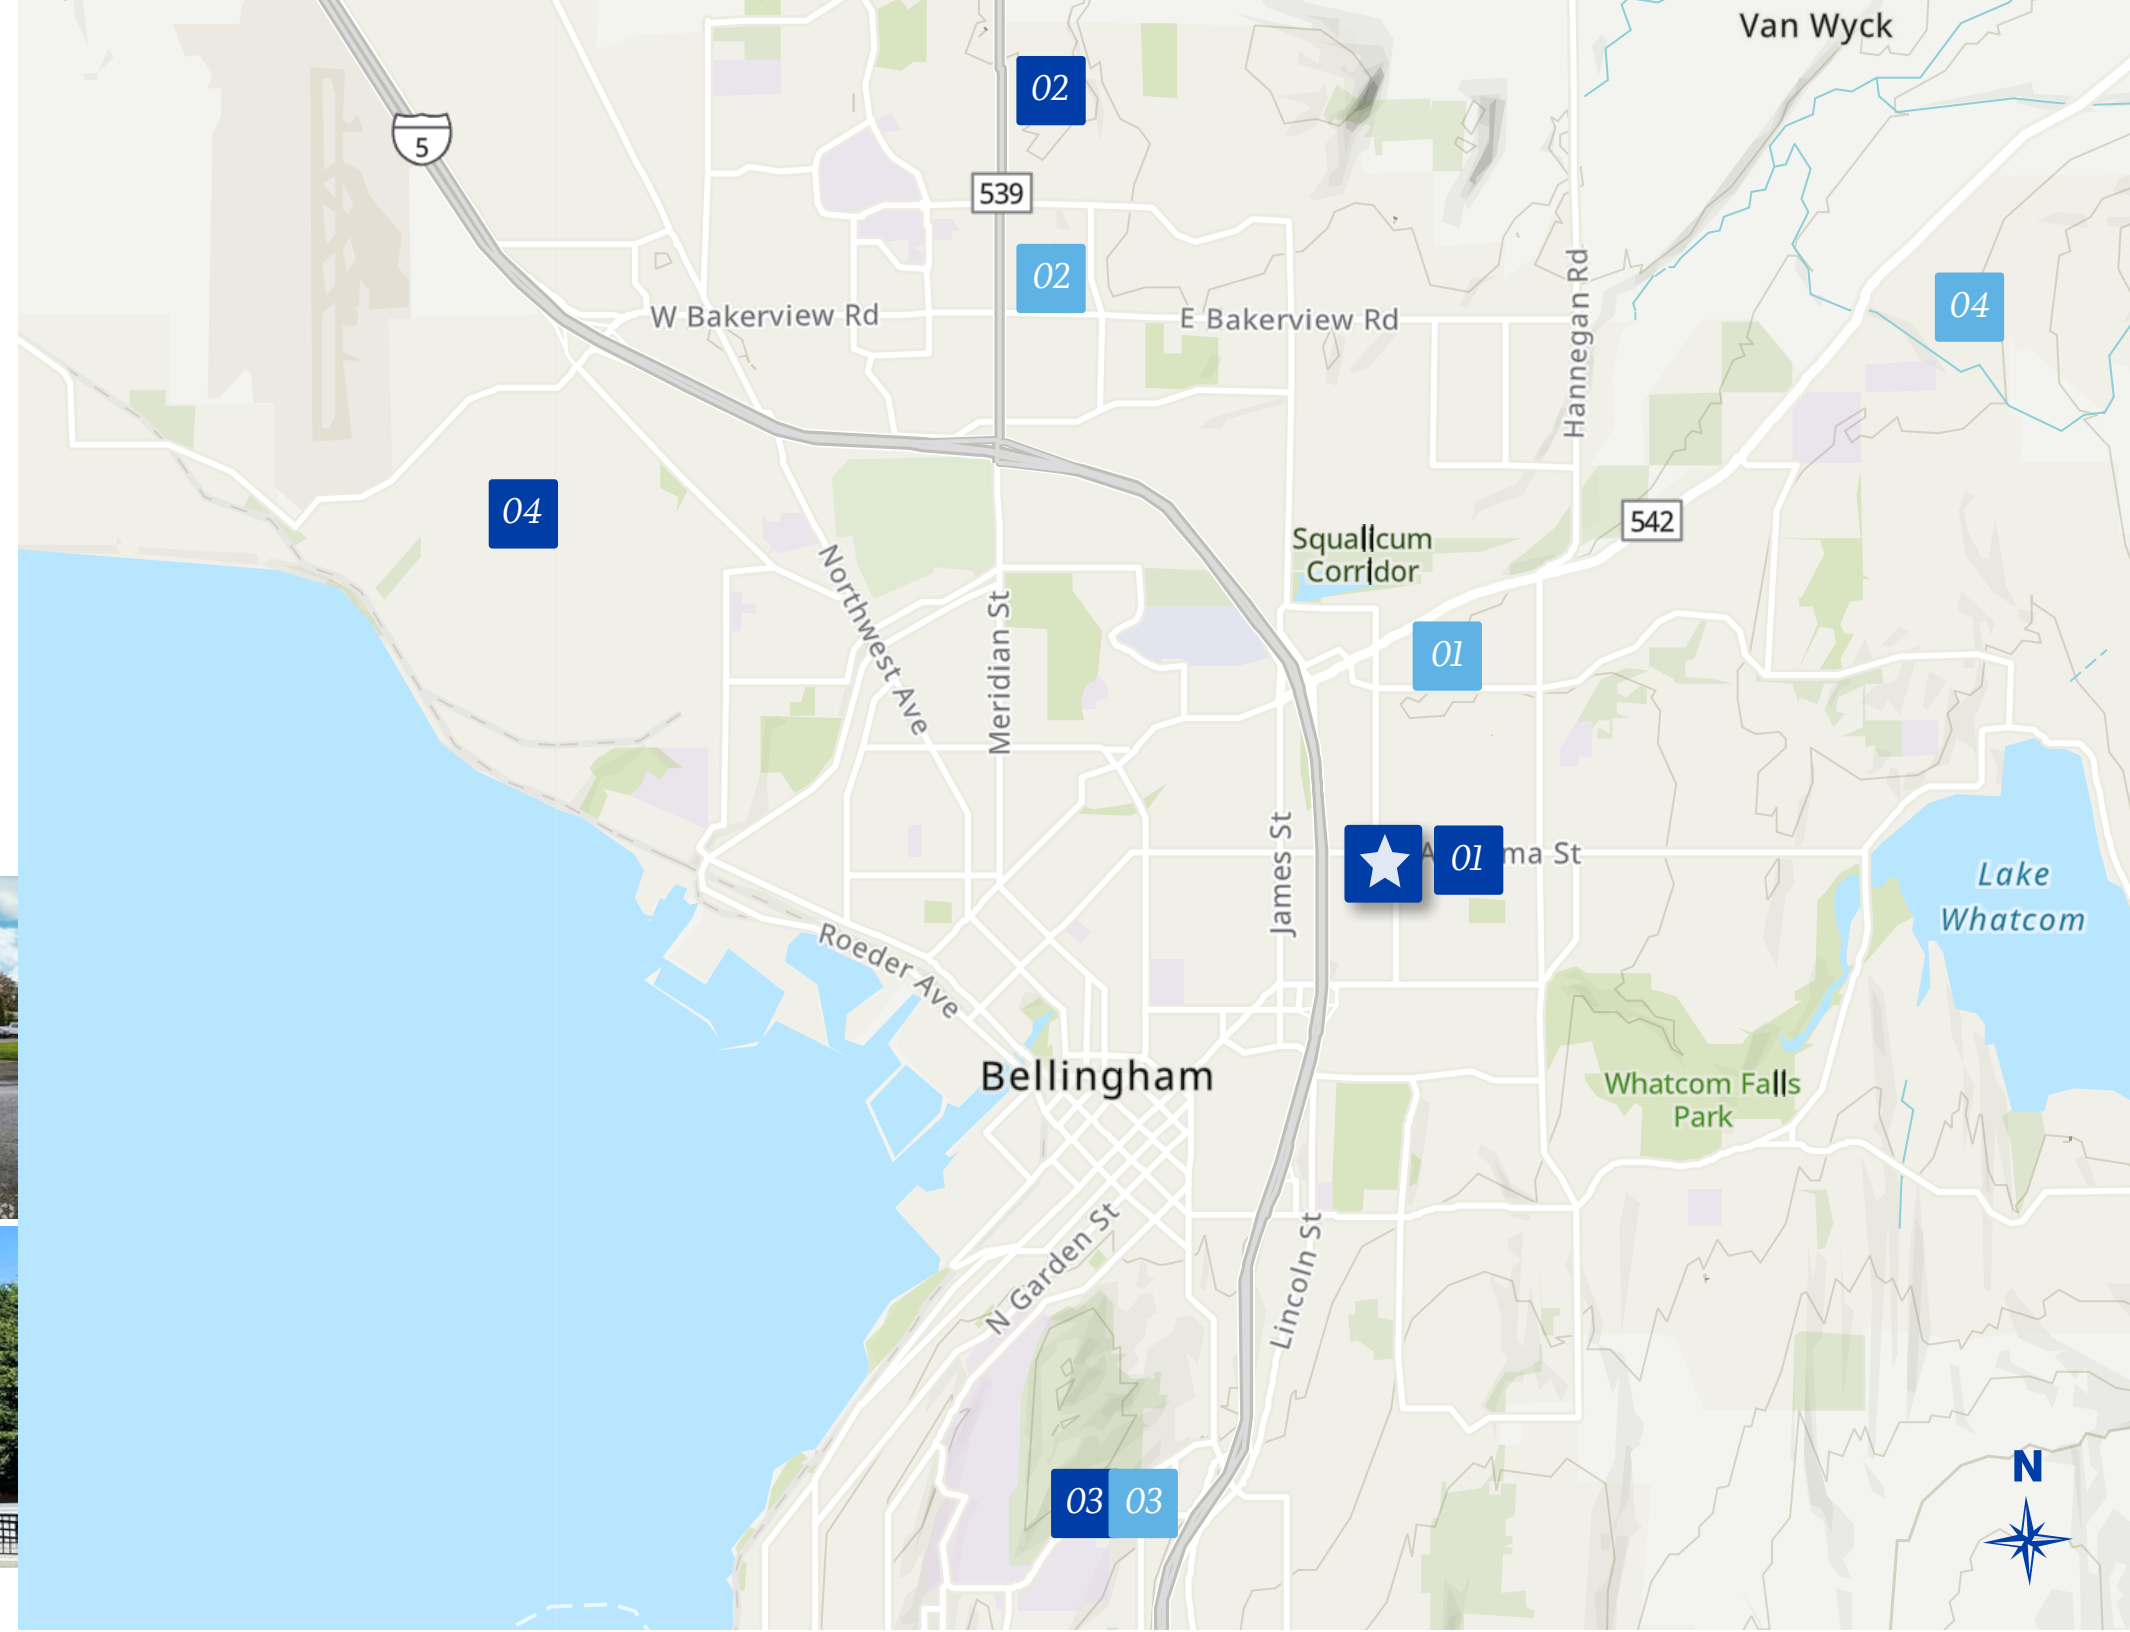 Van Wyck
02
5
539
02
04
W Bakerview Rd
E Bakerview Rd
Hannegan Rd
04
542
Squalicum
Corridor
Northwest Ave
Meridian St
01
James St
01
ma St
Lake
Whatcom
Roeder Ave
Bellingham
Whatcom Falls
Park
N Garden St
Lincoln St
N
03
03